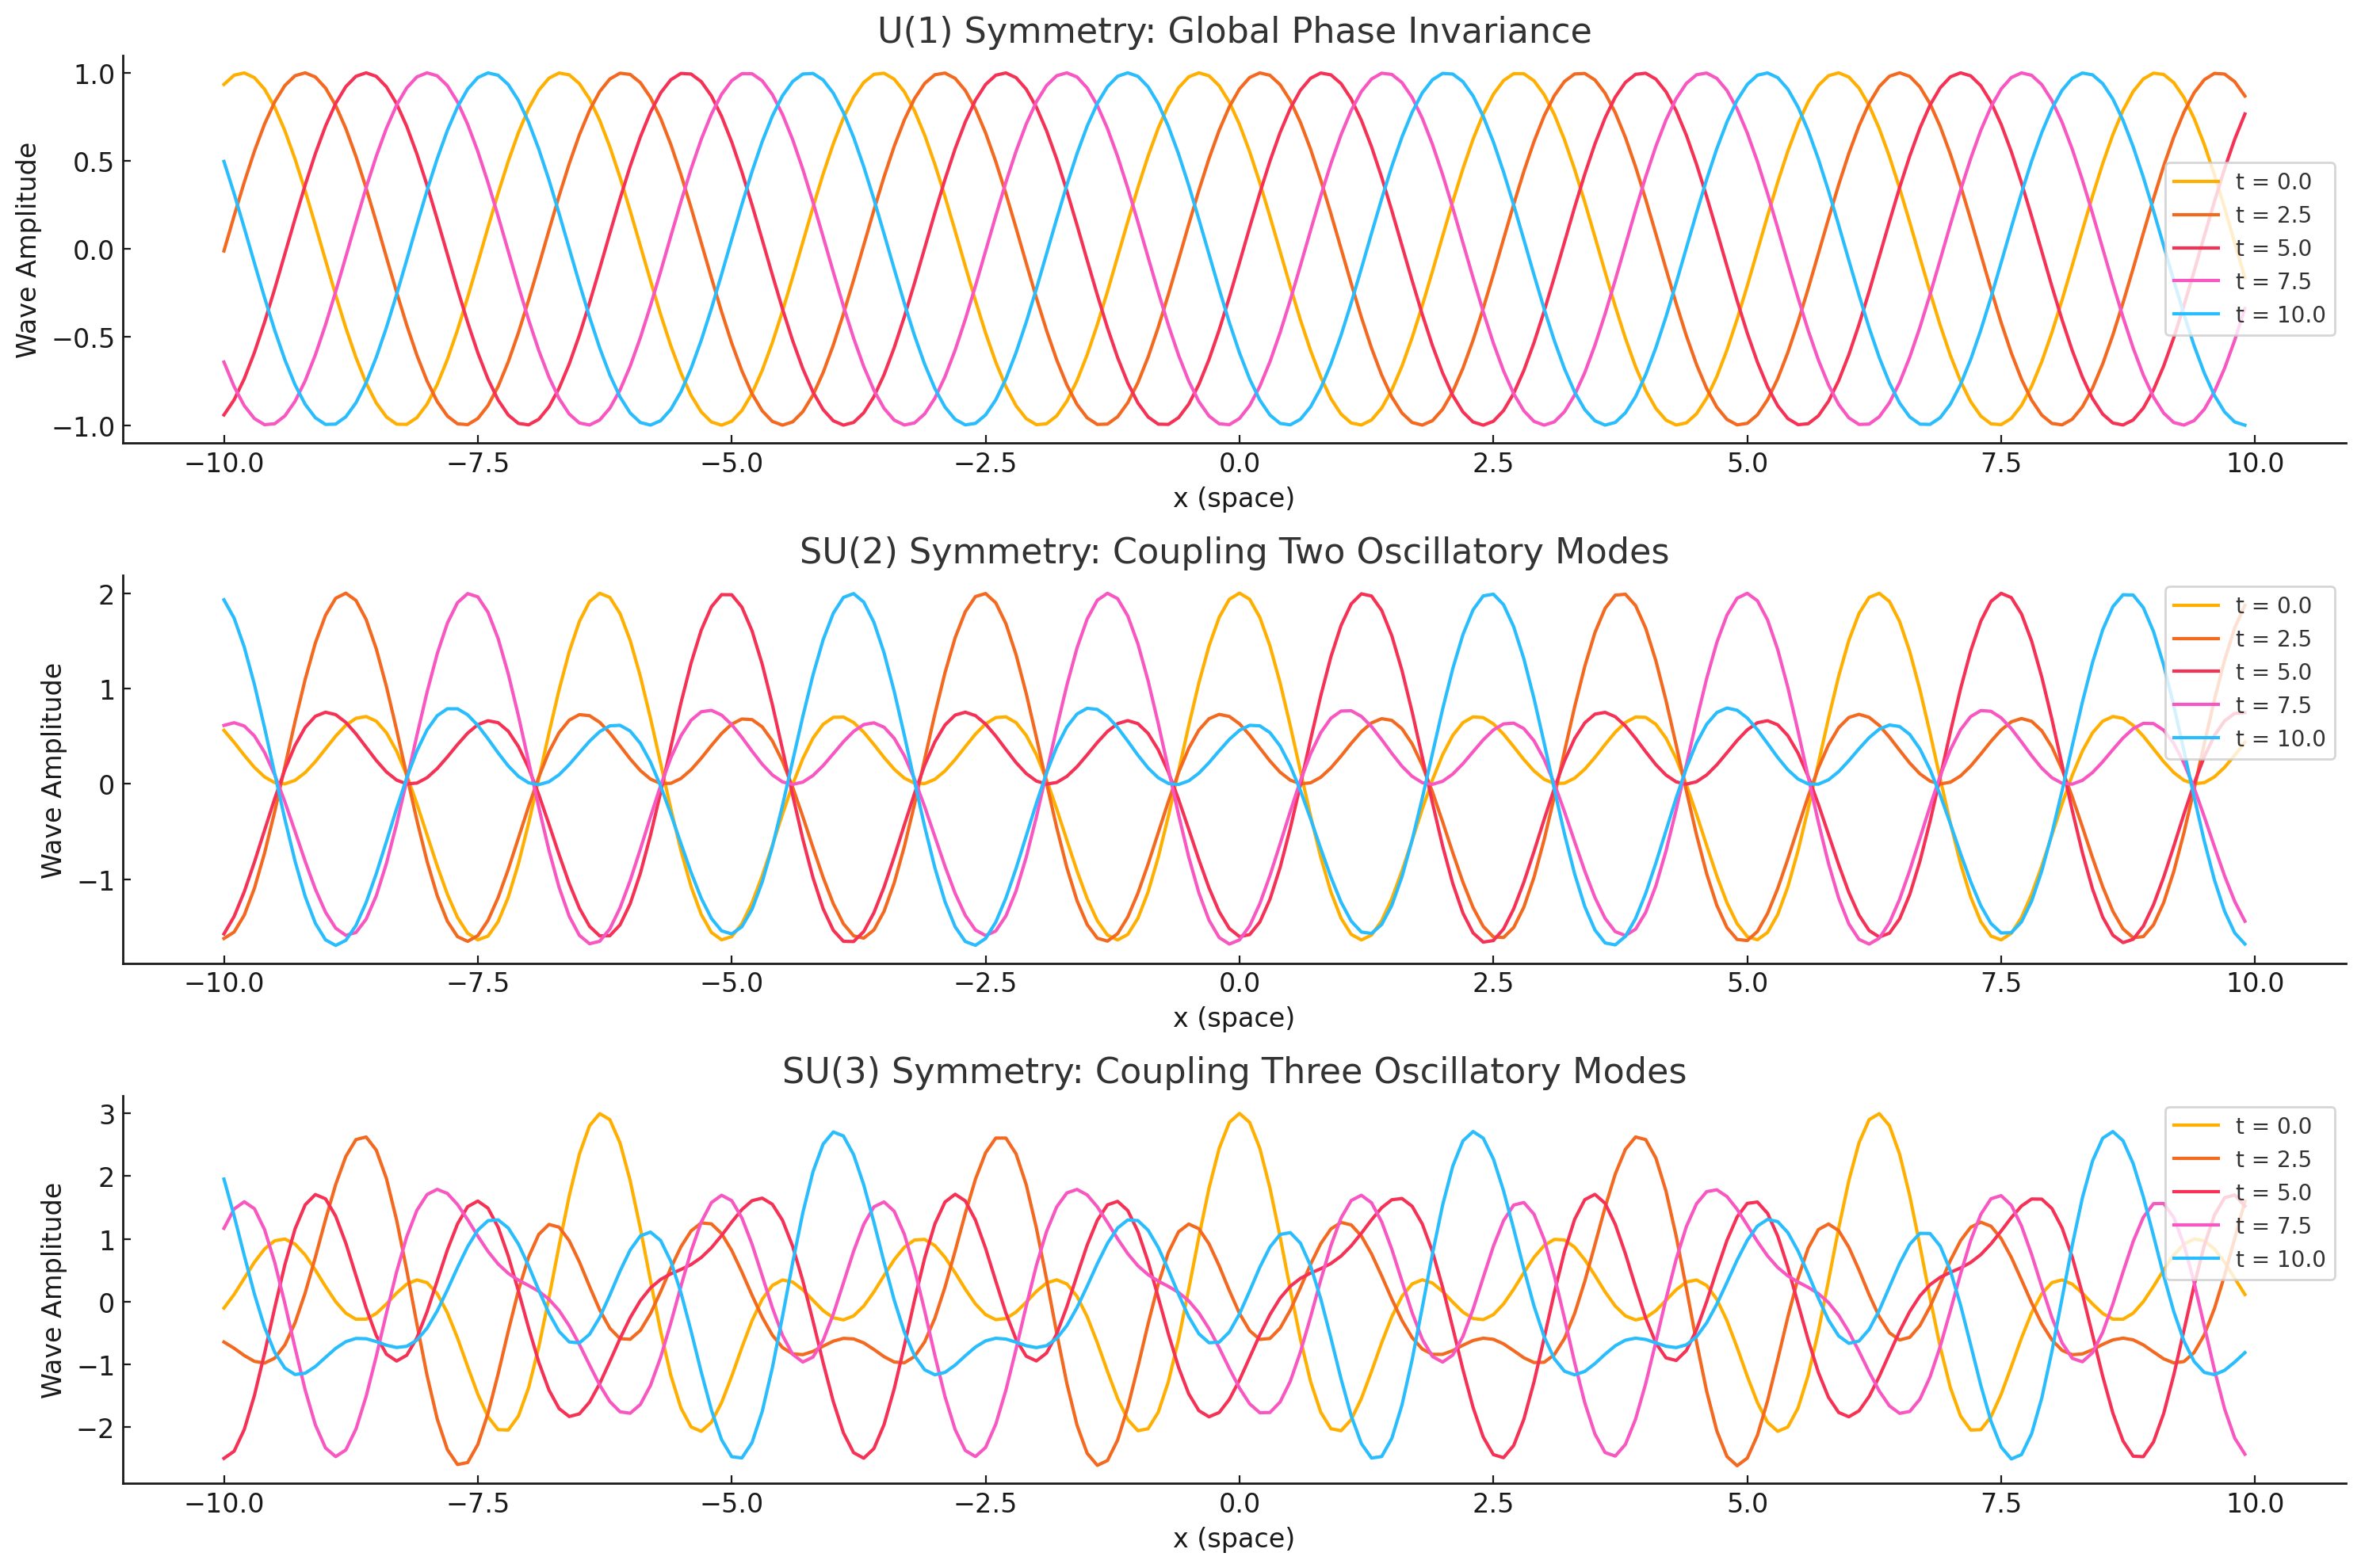 U(1) Symmetry: Global Phase Invariance
1.0
0.5
0.0
−0.5
−1.0
Wave Amplitude
t = 0.0
t = 2.5
t = 5.0
t = 7.5
t = 10.0
−10.0 −7.5 −5.0 −2.5 0.0 2.5 5.0 7.5 10.0
x (space)
SU(2) Symmetry: Coupling Two Oscillatory Modes
2
1
0
−1
Wave Amplitude
t = 0.0
t = 2.5
t = 5.0
t = 7.5
t = 10.0
−10.0 −7.5 −5.0 −2.5 0.0 2.5 5.0 7.5 10.0
x (space)
SU(3) Symmetry: Coupling Three Oscillatory Modes
3
2
1
0
−1
−2
Wave Amplitude
t = 0.0
t = 2.5
t = 5.0
t = 7.5
t = 10.0
−10.0 −7.5 −5.0 −2.5 0.0 2.5 5.0 7.5 10.0
x (space)